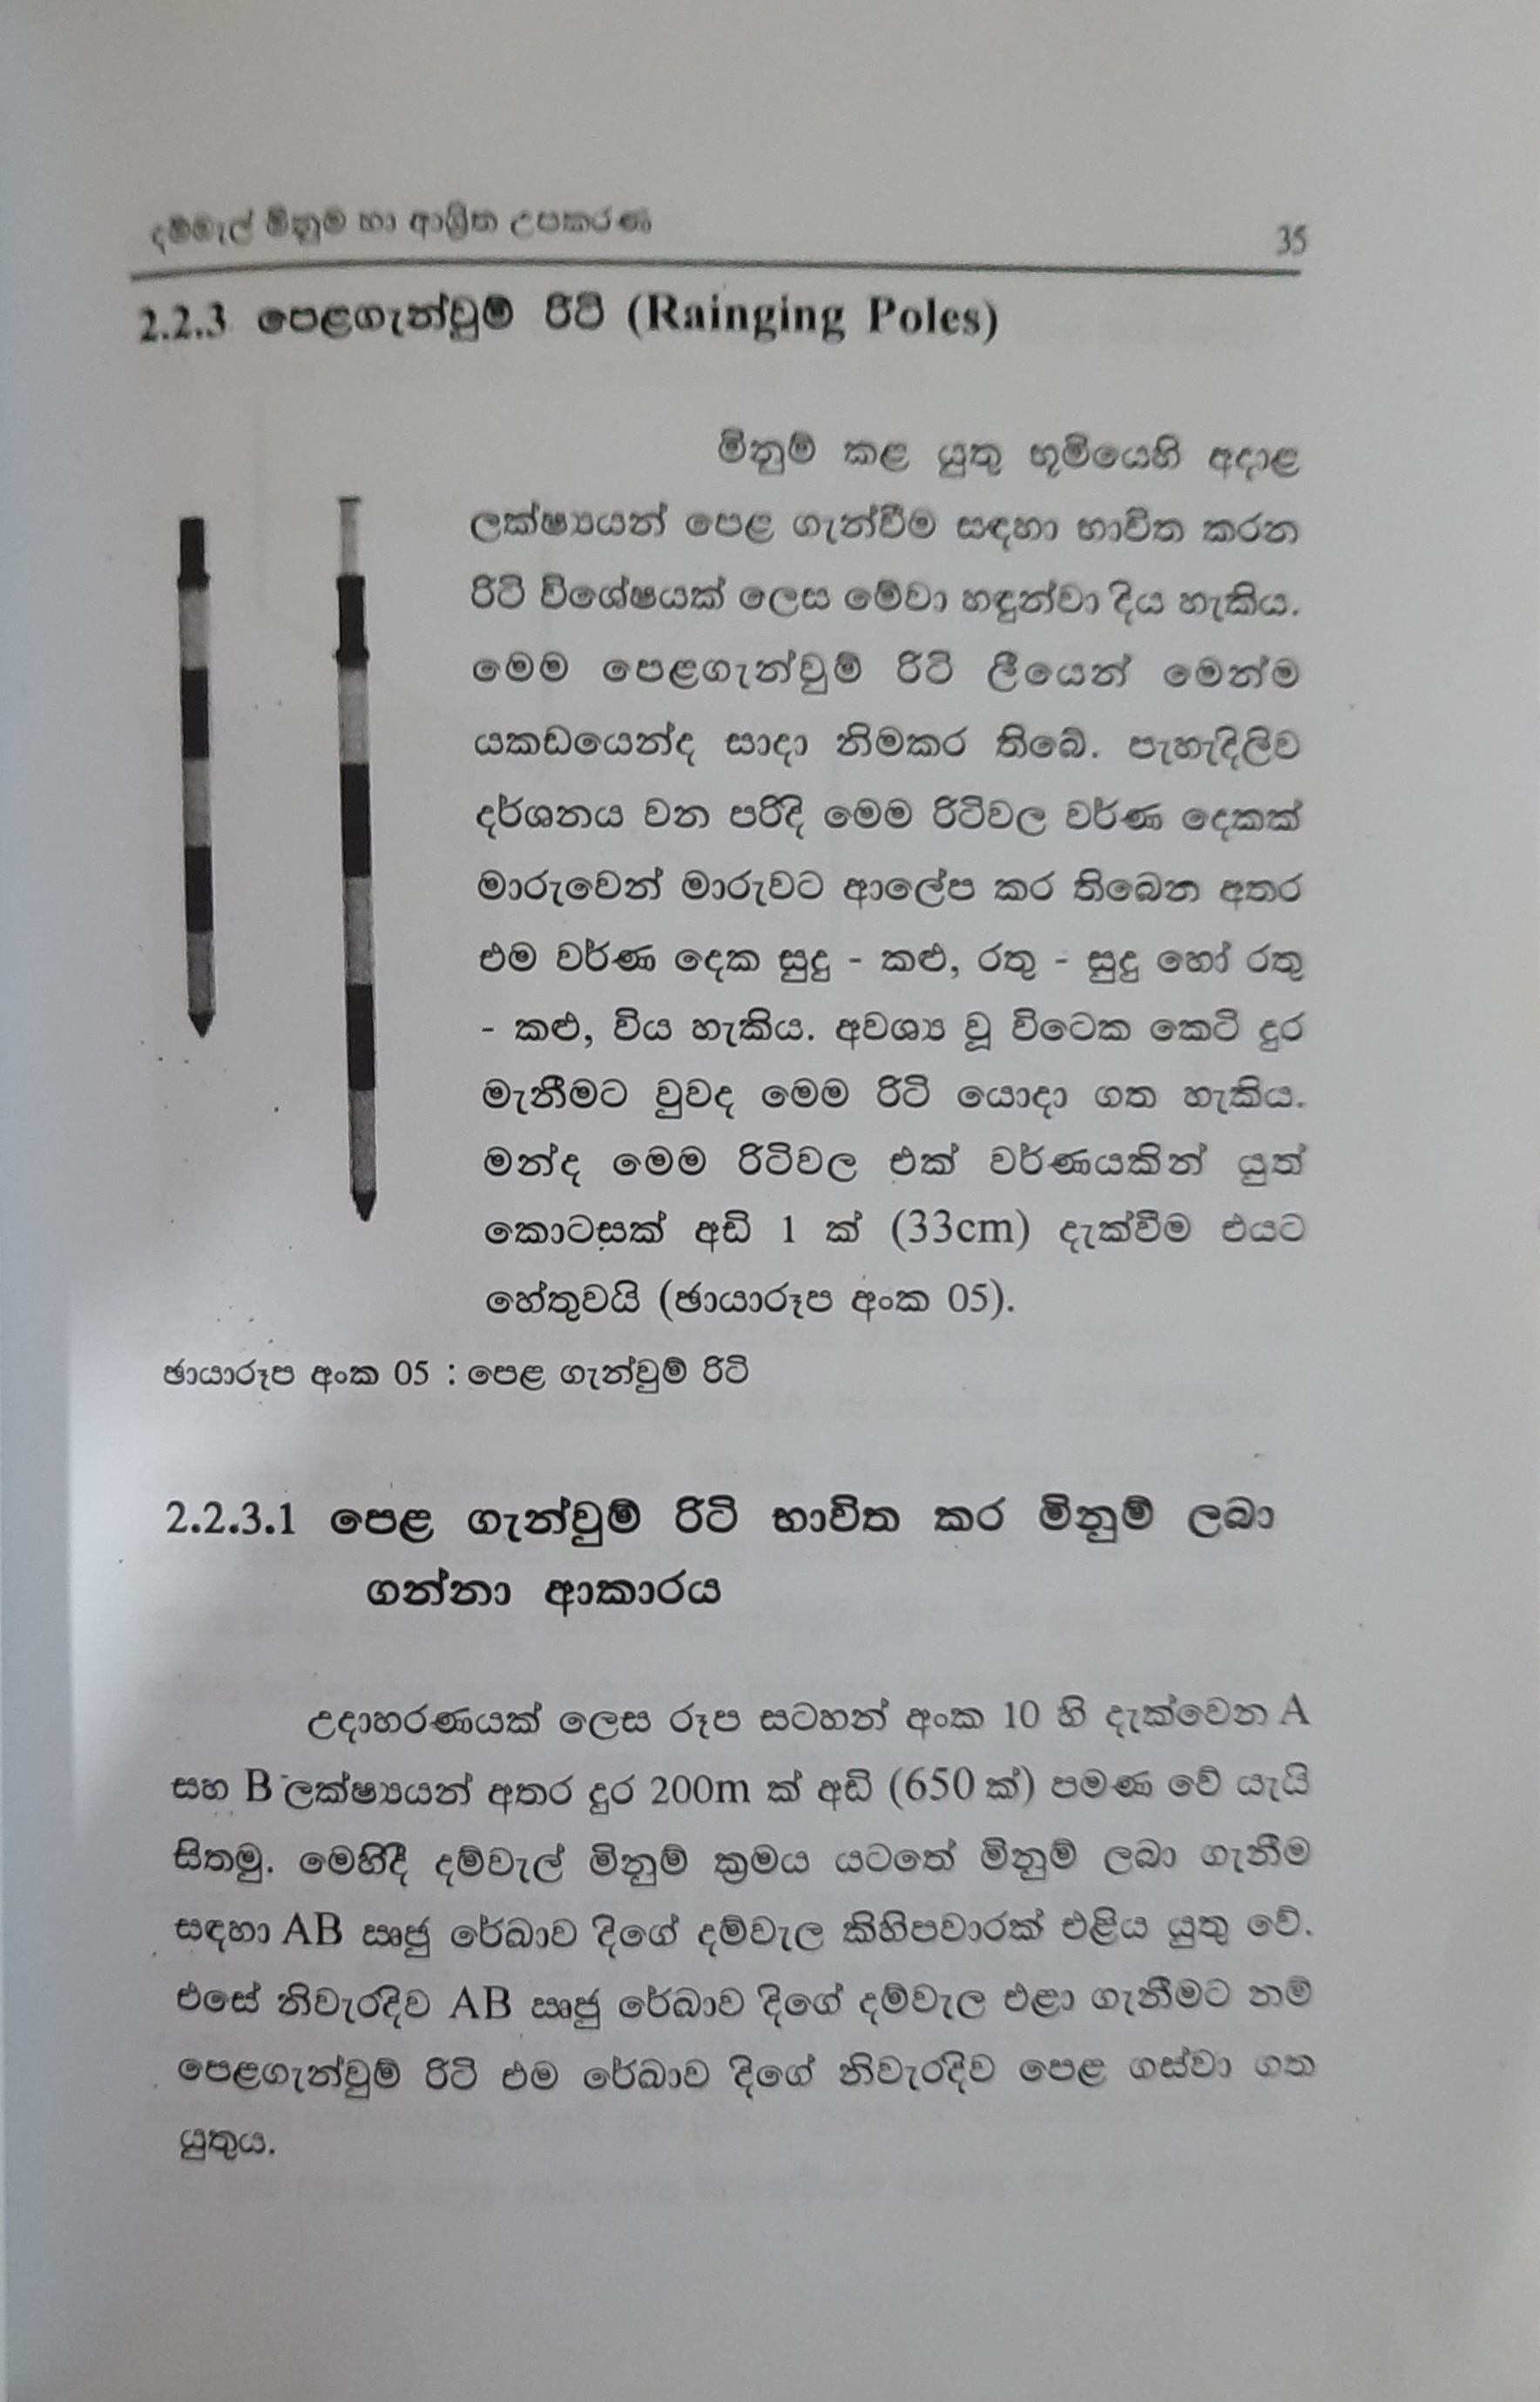 දම්වැල් මිනුම් හා ආශ්‍රිත උපකරණ
35
2.2.3 පෙළගැන්වුම් රිටි (Rainging Poles)
මිනුම් කළ යුතු භූමියෙහි අදාළ
ලක්ෂ්‍යයන් පෙළ ගැන්වීම සඳහා භාවිත කරන
රිටි විශේෂයක් ලෙස මේවා හඳුන්වා දිය හැකිය.
මෙම පෙළගැන්වුම් රිටි ලීයෙන් මෙන්ම
යකඩයෙන්ද සාදා නිමකර තිබේ. පැහැදිලිව
දර්ශනය වන පරිදි මෙම රිටිවල වර්ණ දෙකක්
මාරුවෙන් මාරුවට ආලේප කර තිබෙන අතර
එම වර්ණ දෙක සුදු - කළු, රතු - සුදු හෝ රතු
- කළු, විය හැකිය. අවශ්‍ය වූ විටෙක කෙටි දුර
මැනීමට වුවද මෙම රිටි යොදා ගත හැකිය.
මන්ද මෙම රිටිවල එක් වර්ණයකින් යුත්
කොටසක් අඩි 1 ක් (33cm) දැක්වීම එයට
හේතුවයි (ඡායාරූප අංක 05).
ඡායාරූප අංක 05 : පෙළ ගැන්වුම් රිටි
2.2.3.1 පෙළ ගැන්වුම් රිටි භාවිත කර මිනුම් ලබා
ගන්නා ආකාරය
උදාහරණයක් ලෙස රූප සටහන් අංක 10 හි දැක්වෙන A
සහ B ලක්ෂ්‍යයන් අතර දුර 200m ක් අඩි (650 ක්) පමණ වේ යැයි
සිතමු. මෙහිදී දම්වැල් මිනුම් ක්‍රමය යටතේ මිනුම් ලබා ගැනීම
සඳහා AB ඍජු රේඛාව දිගේ දම්වැල කිහිපවාරක් එළිය යුතු වේ.
එසේ නිවැරදිව AB ඍජු රේඛාව දිගේ දම්වැල එළා ගැනීමට නම්
පෙළගැන්වුම් රිටි එම රේඛාව දිගේ නිවැරදිව පෙළ ගස්වා ගත
යුතුය.